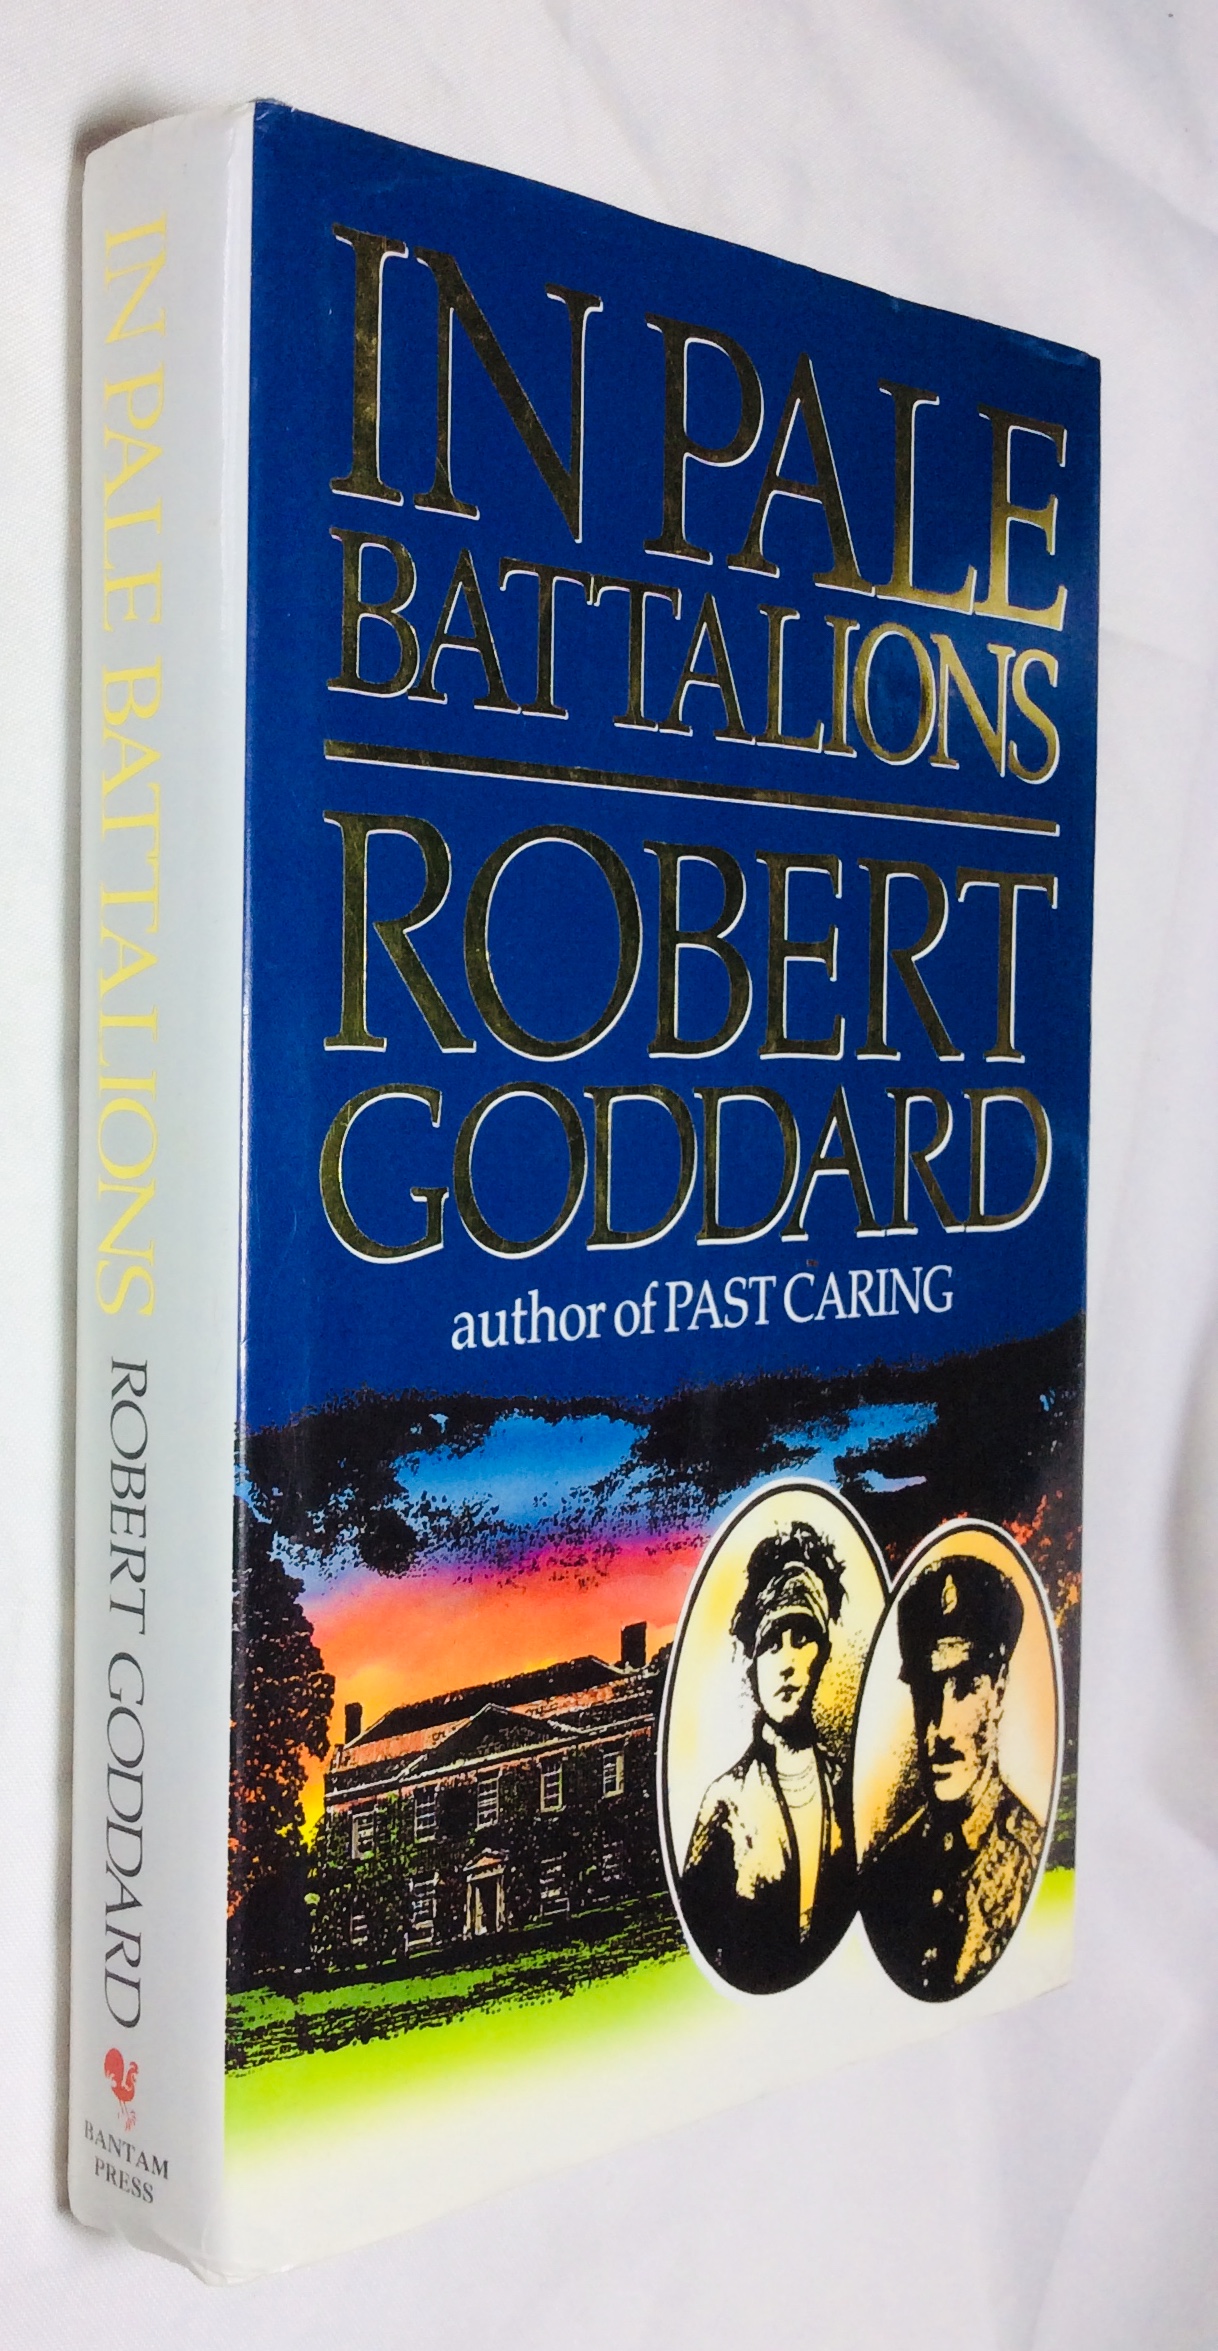 IN PALE
BATTALIONS
ROBERT
GODDARD
author of PAST CARING
IN PALE BATTALIONS ROBERT GODDARD
BANTAM
PRESS